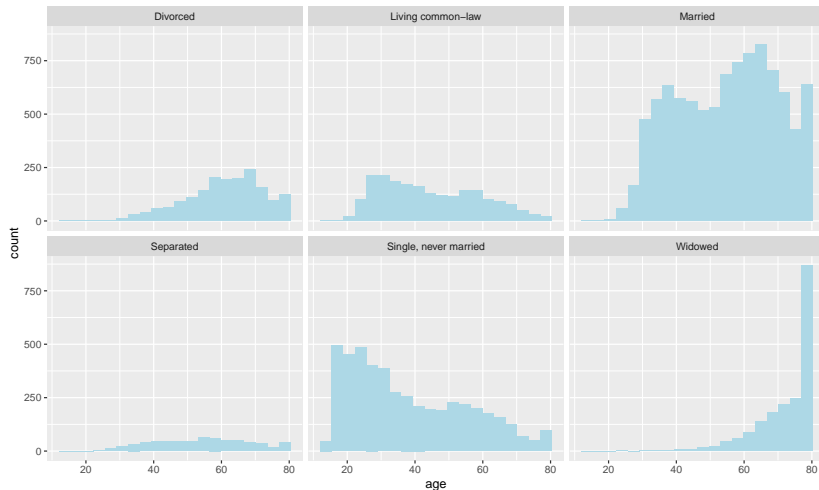 Divorced
Living common−law
Married
750
500
250
0
Separated
Single, never married
Widowed
750
500
250
0
20 40 60 80
20 40 60 80
20 40 60 80
age
count